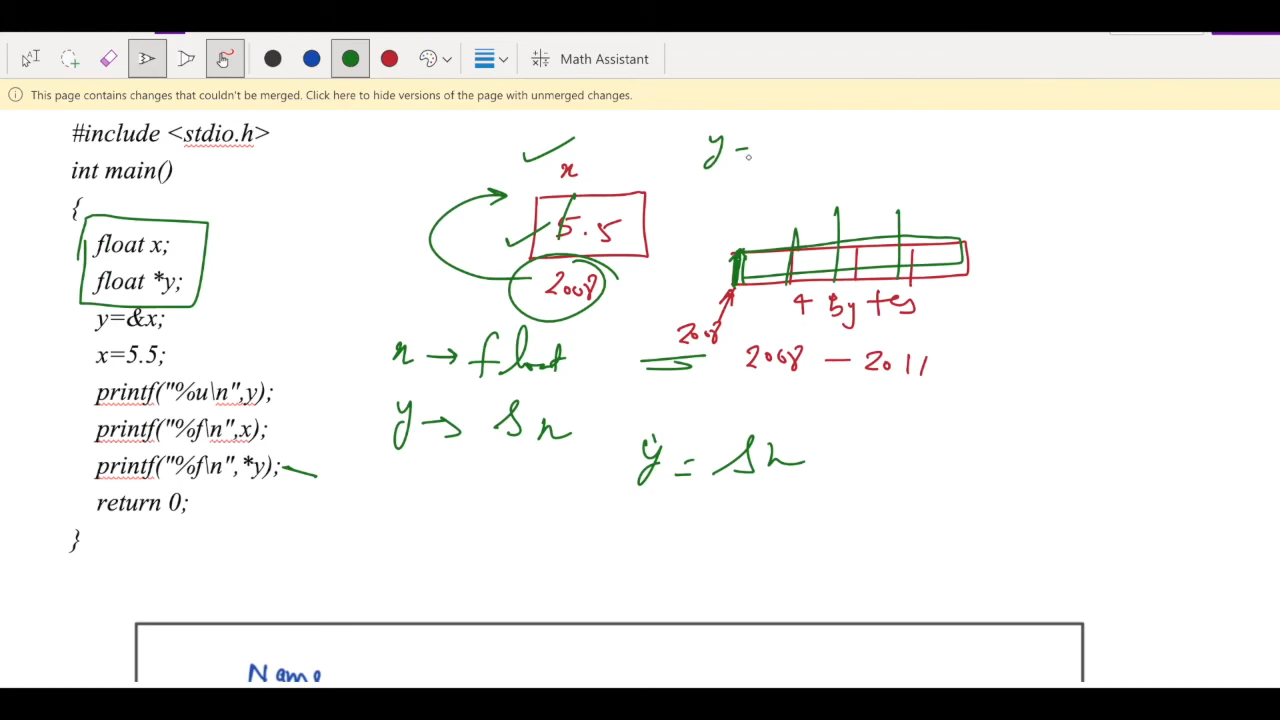 Math Assistant
This page contains changes that couldn't be merged. Click here to hide versions of the page with unmerged changes.
#include <stdio.h>
int main()
{
float x;
float *y;
y=&x;
x=5.5;
printf("%u\n",y);
printf("%f\n",x);
printf("%f\n",*y);
return 0;
}
x
5.5
2008
y =
2008
4 Bytes
2008 — 2011
x → float
y → &x
y = &x
Name